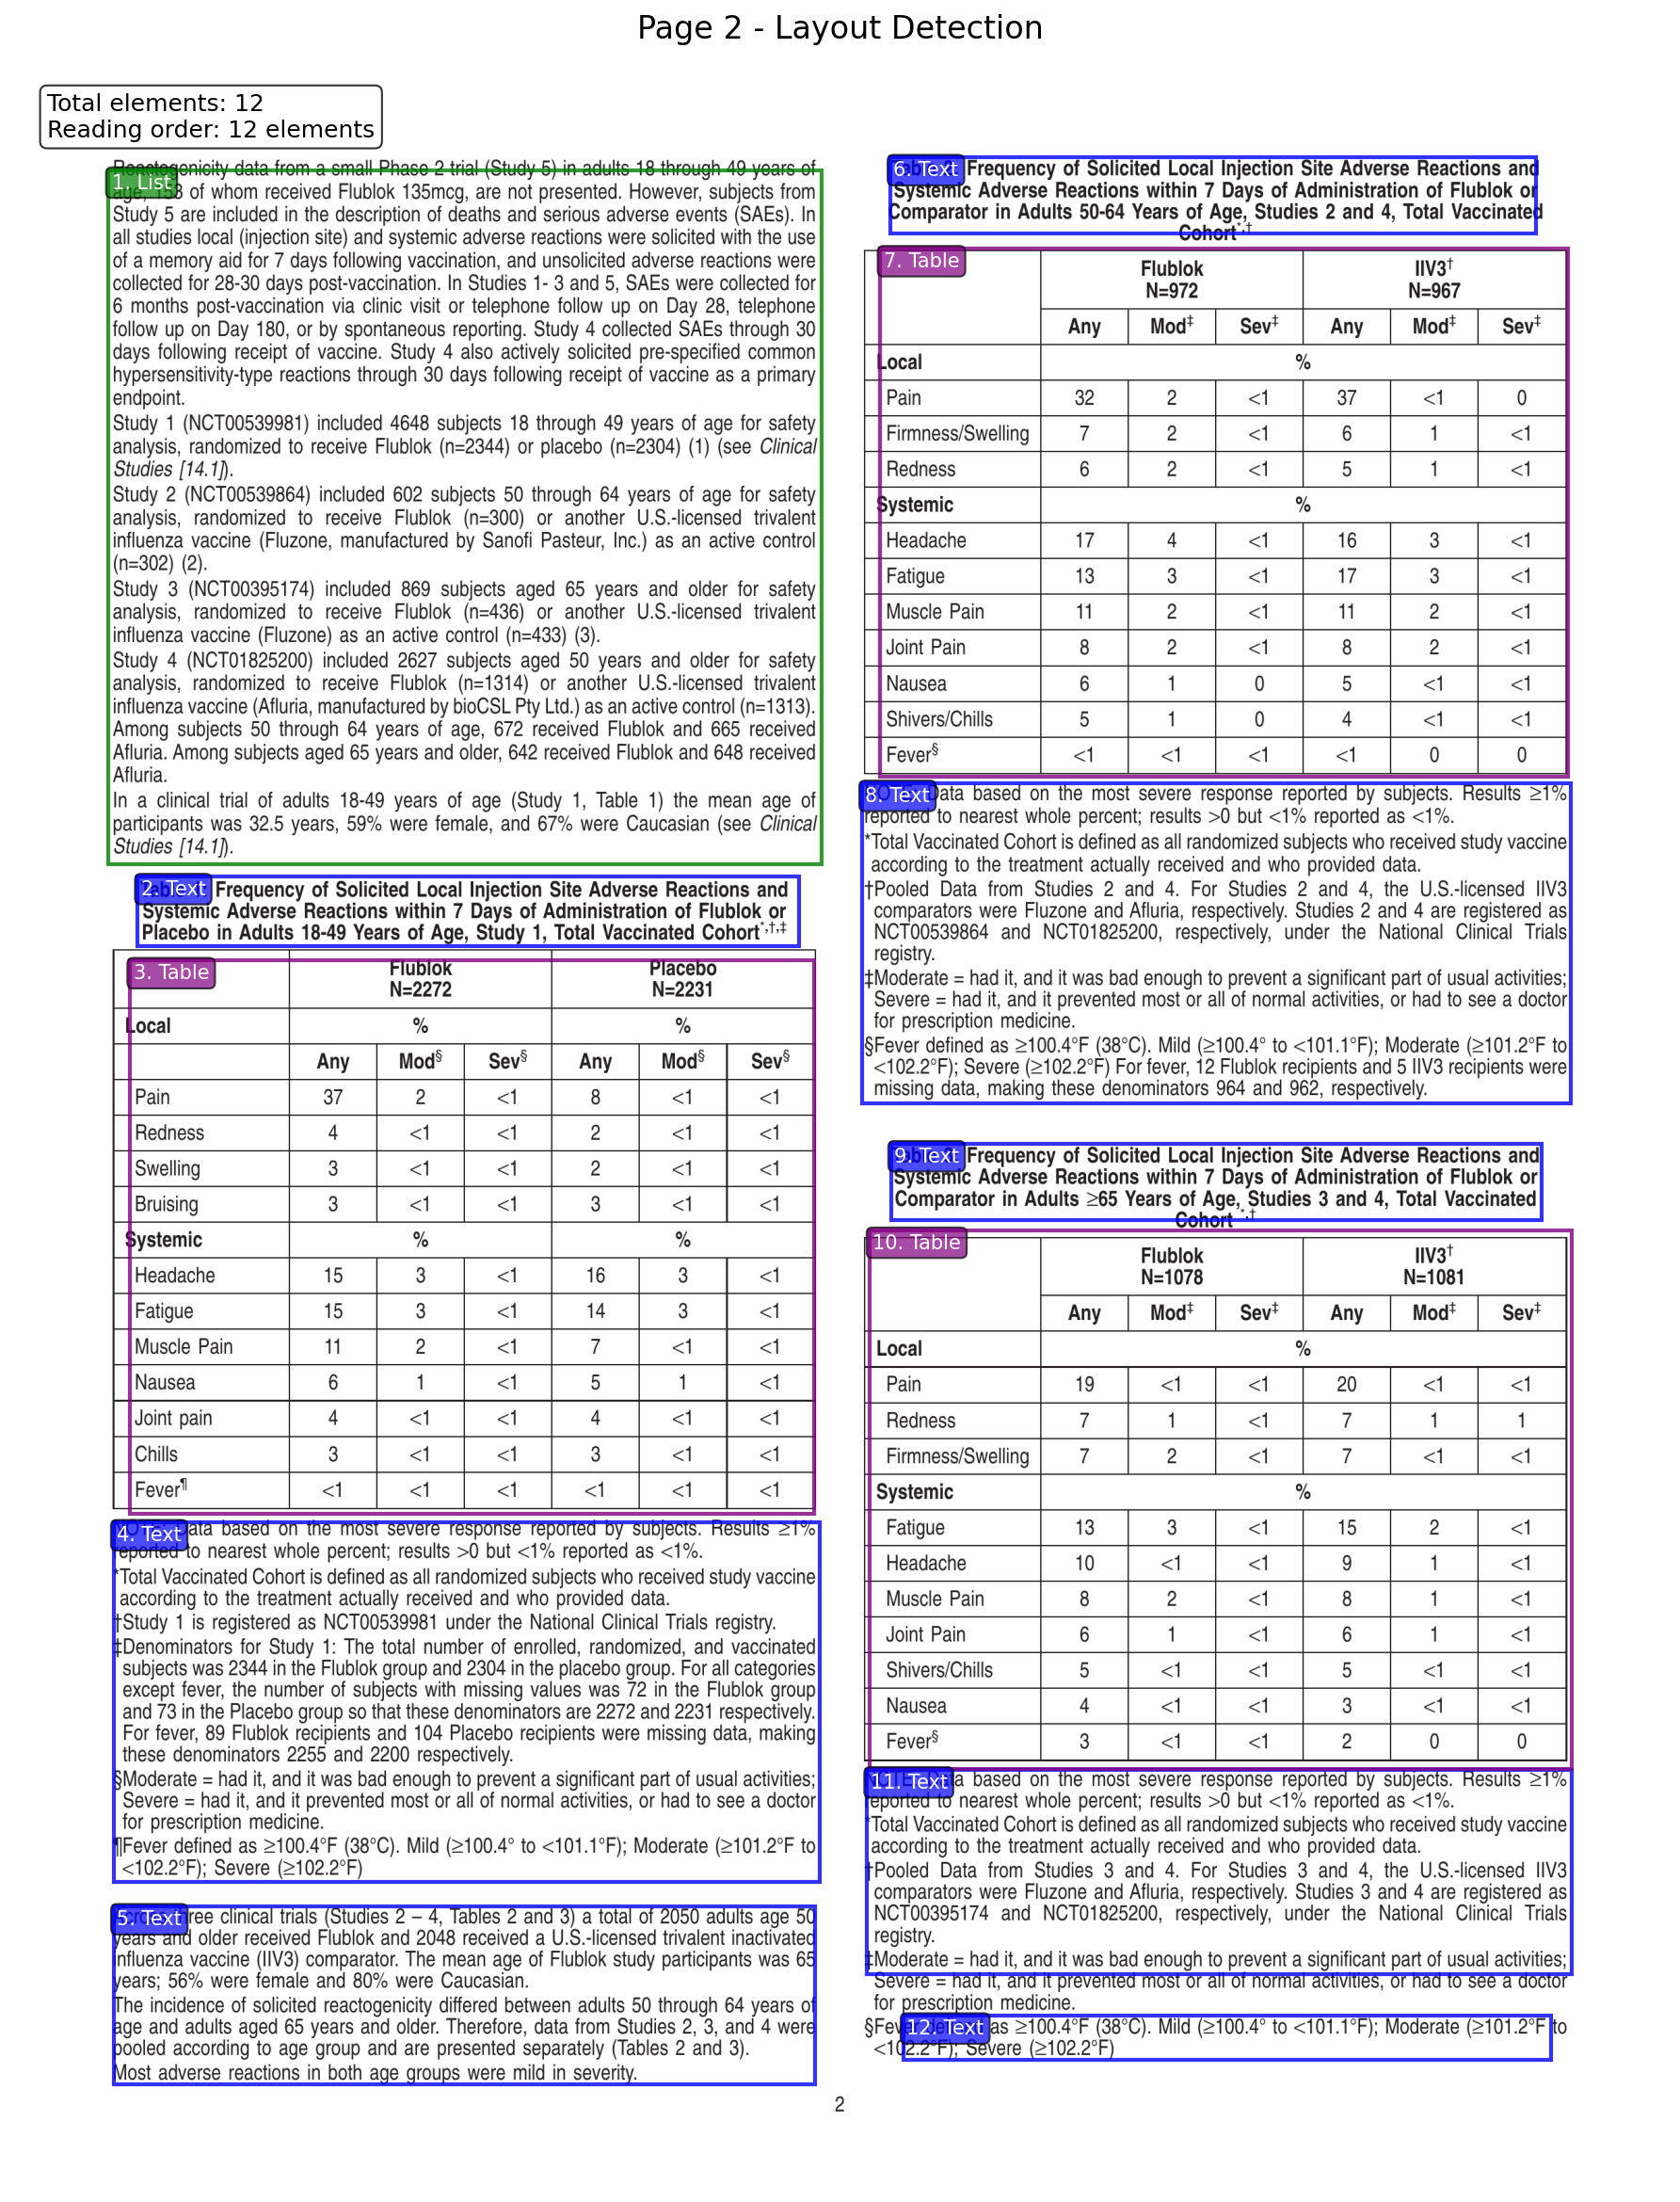 Page 2 - Layout Detection
Total elements: 12
Reading order: 12 elements
1. List
Reactogenicity data from a small Phase 2 trial (Study 5) in adults 18 through 49 years of
age, 153 of whom received Flublok 135mcg, are not presented. However, subjects from
Study 5 are included in the description of deaths and serious adverse events (SAEs). In
all studies local (injection site) and systemic adverse reactions were solicited with the use
of a memory aid for 7 days following vaccination, and unsolicited adverse reactions were
collected for 28-30 days post-vaccination. In Studies 1- 3 and 5, SAEs were collected for
6 months post-vaccination via clinic visit or telephone follow up on Day 28, telephone
follow up on Day 180, or by spontaneous reporting. Study 4 collected SAEs through 30
days following receipt of vaccine. Study 4 also actively solicited pre-specified common
hypersensitivity-type reactions through 30 days following receipt of vaccine as a primary
endpoint.
Study 1 (NCT00539981) included 4648 subjects 18 through 49 years of age for safety
analysis, randomized to receive Flublok (n=2344) or placebo (n=2304) (1) (see Clinical
Studies [14.1]).
Study 2 (NCT00539864) included 602 subjects 50 through 64 years of age for safety
analysis, randomized to receive Flublok (n=300) or another U.S.-licensed trivalent
influenza vaccine (Fluzone, manufactured by Sanofi Pasteur, Inc.) as an active control
(n=302) (2).
Study 3 (NCT00395174) included 869 subjects aged 65 years and older for safety
analysis, randomized to receive Flublok (n=436) or another U.S.-licensed trivalent
influenza vaccine (Fluzone) as an active control (n=433) (3).
Study 4 (NCT01825200) included 2627 subjects aged 50 years and older for safety
analysis, randomized to receive Flublok (n=1314) or another U.S.-licensed trivalent
influenza vaccine (Afluria, manufactured by bioCSL Pty Ltd.) as an active control (n=1313).
Among subjects 50 through 64 years of age, 672 received Flublok and 665 received
Afluria. Among subjects aged 65 years and older, 642 received Flublok and 648 received
Afluria.
In a clinical trial of adults 18-49 years of age (Study 1, Table 1) the mean age of
participants was 32.5 years, 59% were female, and 67% were Caucasian (see Clinical
Studies [14.1]).
2. Text
Frequency of Solicited Local Injection Site Adverse Reactions and
Systemic Adverse Reactions within 7 Days of Administration of Flublok or
Placebo in Adults 18-49 Years of Age, Study 1, Total Vaccinated Cohort*,†,‡
3. Table
Flublok N=2272 Placebo N=2231
Local % %
Any Mod§ Sev§ Any Mod§ Sev§
Pain 37 2 <1 8 <1 <1
Redness 4 <1 <1 2 <1 <1
Swelling 3 <1 <1 2 <1 <1
Bruising 3 <1 <1 3 <1 <1
Systemic % %
Headache 15 3 <1 16 3 <1
Fatigue 15 3 <1 14 3 <1
Muscle Pain 11 2 <1 7 <1 <1
Nausea 6 1 <1 5 1 <1
Joint pain 4 <1 <1 4 <1 <1
Chills 3 <1 <1 3 <1 <1
Fever¶ <1 <1 <1 <1 <1 <1
4. Text
Data based on the most severe response reported by subjects. Results ≥1%
reported to nearest whole percent; results >0 but <1% reported as <1%.
*Total Vaccinated Cohort is defined as all randomized subjects who received study vaccine
according to the treatment actually received and who provided data.
†Study 1 is registered as NCT00539981 under the National Clinical Trials registry.
‡Denominators for Study 1: The total number of enrolled, randomized, and vaccinated
subjects was 2344 in the Flublok group and 2304 in the placebo group. For all categories
except fever, the number of subjects with missing values was 72 in the Flublok group
and 73 in the Placebo group so that these denominators are 2272 and 2231 respectively.
For fever, 89 Flublok recipients and 104 Placebo recipients were missing data, making
these denominators 2255 and 2200 respectively.
§Moderate = had it, and it was bad enough to prevent a significant part of usual activities;
Severe = had it, and it prevented most or all of normal activities, or had to see a doctor
for prescription medicine.
¶Fever defined as ≥100.4°F (38°C). Mild (≥100.4° to <101.1°F); Moderate (≥101.2°F to
<102.2°F); Severe (≥102.2°F)
5. Text
three clinical trials (Studies 2 – 4, Tables 2 and 3) a total of 2050 adults age 50
years and older received Flublok and 2048 received a U.S.-licensed trivalent inactivated
influenza vaccine (IIV3) comparator. The mean age of Flublok study participants was 65
years; 56% were female and 80% were Caucasian.
The incidence of solicited reactogenicity differed between adults 50 through 64 years of
age and adults aged 65 years and older. Therefore, data from Studies 2, 3, and 4 were
pooled according to age group and are presented separately (Tables 2 and 3).
Most adverse reactions in both age groups were mild in severity.
6. Text
Frequency of Solicited Local Injection Site Adverse Reactions and
Systemic Adverse Reactions within 7 Days of Administration of Flublok or
Comparator in Adults 50-64 Years of Age, Studies 2 and 4, Total Vaccinated
Cohort*,†
7. Table
Flublok N=972 IIV3† N=967
Any Mod‡ Sev‡ Any Mod‡ Sev‡
Local %
Pain 32 2 <1 37 <1 0
Firmness/Swelling 7 2 <1 6 1 <1
Redness 6 2 <1 5 1 <1
Systemic %
Headache 17 4 <1 16 3 <1
Fatigue 13 3 <1 17 3 <1
Muscle Pain 11 2 <1 11 2 <1
Joint Pain 8 2 <1 8 2 <1
Nausea 6 1 0 5 <1 <1
Shivers/Chills 5 1 0 4 <1 <1
Fever§ <1 <1 <1 <1 0 0
8. Text
Data based on the most severe response reported by subjects. Results ≥1%
reported to nearest whole percent; results >0 but <1% reported as <1%.
*Total Vaccinated Cohort is defined as all randomized subjects who received study vaccine
according to the treatment actually received and who provided data.
†Pooled Data from Studies 2 and 4. For Studies 2 and 4, the U.S.-licensed IIV3
comparators were Fluzone and Afluria, respectively. Studies 2 and 4 are registered as
NCT00539864 and NCT01825200, respectively, under the National Clinical Trials
registry.
‡Moderate = had it, and it was bad enough to prevent a significant part of usual activities;
Severe = had it, and it prevented most or all of normal activities, or had to see a doctor
for prescription medicine.
§Fever defined as ≥100.4°F (38°C). Mild (≥100.4° to <101.1°F); Moderate (≥101.2°F to
<102.2°F); Severe (≥102.2°F) For fever, 12 Flublok recipients and 5 IIV3 recipients were
missing data, making these denominators 964 and 962, respectively.
9. Text
Frequency of Solicited Local Injection Site Adverse Reactions and
Systemic Adverse Reactions within 7 Days of Administration of Flublok or
Comparator in Adults ≥65 Years of Age, Studies 3 and 4, Total Vaccinated
Cohort*,†
10. Table
Flublok N=1078 IIV3† N=1081
Any Mod‡ Sev‡ Any Mod‡ Sev‡
Local %
Pain 19 <1 <1 20 <1 <1
Redness 7 1 <1 7 1 1
Firmness/Swelling 7 2 <1 7 <1 <1
Systemic %
Fatigue 13 3 <1 15 2 <1
Headache 10 <1 <1 9 1 <1
Muscle Pain 8 2 <1 8 1 <1
Joint Pain 6 1 <1 6 1 <1
Shivers/Chills 5 <1 <1 5 <1 <1
Nausea 4 <1 <1 3 <1 <1
Fever§ 3 <1 <1 2 0 0
11. Text
based on the most severe response reported by subjects. Results ≥1%
reported to nearest whole percent; results >0 but <1% reported as <1%.
*Total Vaccinated Cohort is defined as all randomized subjects who received study vaccine
according to the treatment actually received and who provided data.
†Pooled Data from Studies 3 and 4. For Studies 3 and 4, the U.S.-licensed IIV3
comparators were Fluzone and Afluria, respectively. Studies 3 and 4 are registered as
NCT00395174 and NCT01825200, respectively, under the National Clinical Trials
registry.
‡Moderate = had it, and it was bad enough to prevent a significant part of usual activities;
Severe = had it, and it prevented most or all of normal activities, or had to see a doctor
for prescription medicine.
12. Text
§Fever as ≥100.4°F (38°C). Mild (≥100.4° to <101.1°F); Moderate (≥101.2°F to
<102.2°F); Severe (≥102.2°F)
2